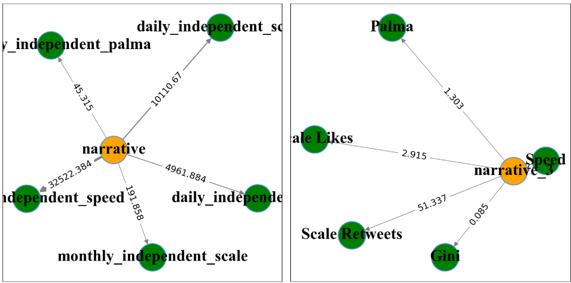 daily_independent_sc
y_independent_palma
45.315
10110.67
narrative
32522.384
4961.884
ndependent_speed
191.858
daily_independe
monthly_independent_scale
Palma
1.303
ale Likes
2.915
Speed
narrative_3
51.337
0.085
Scale Retweets
Gini